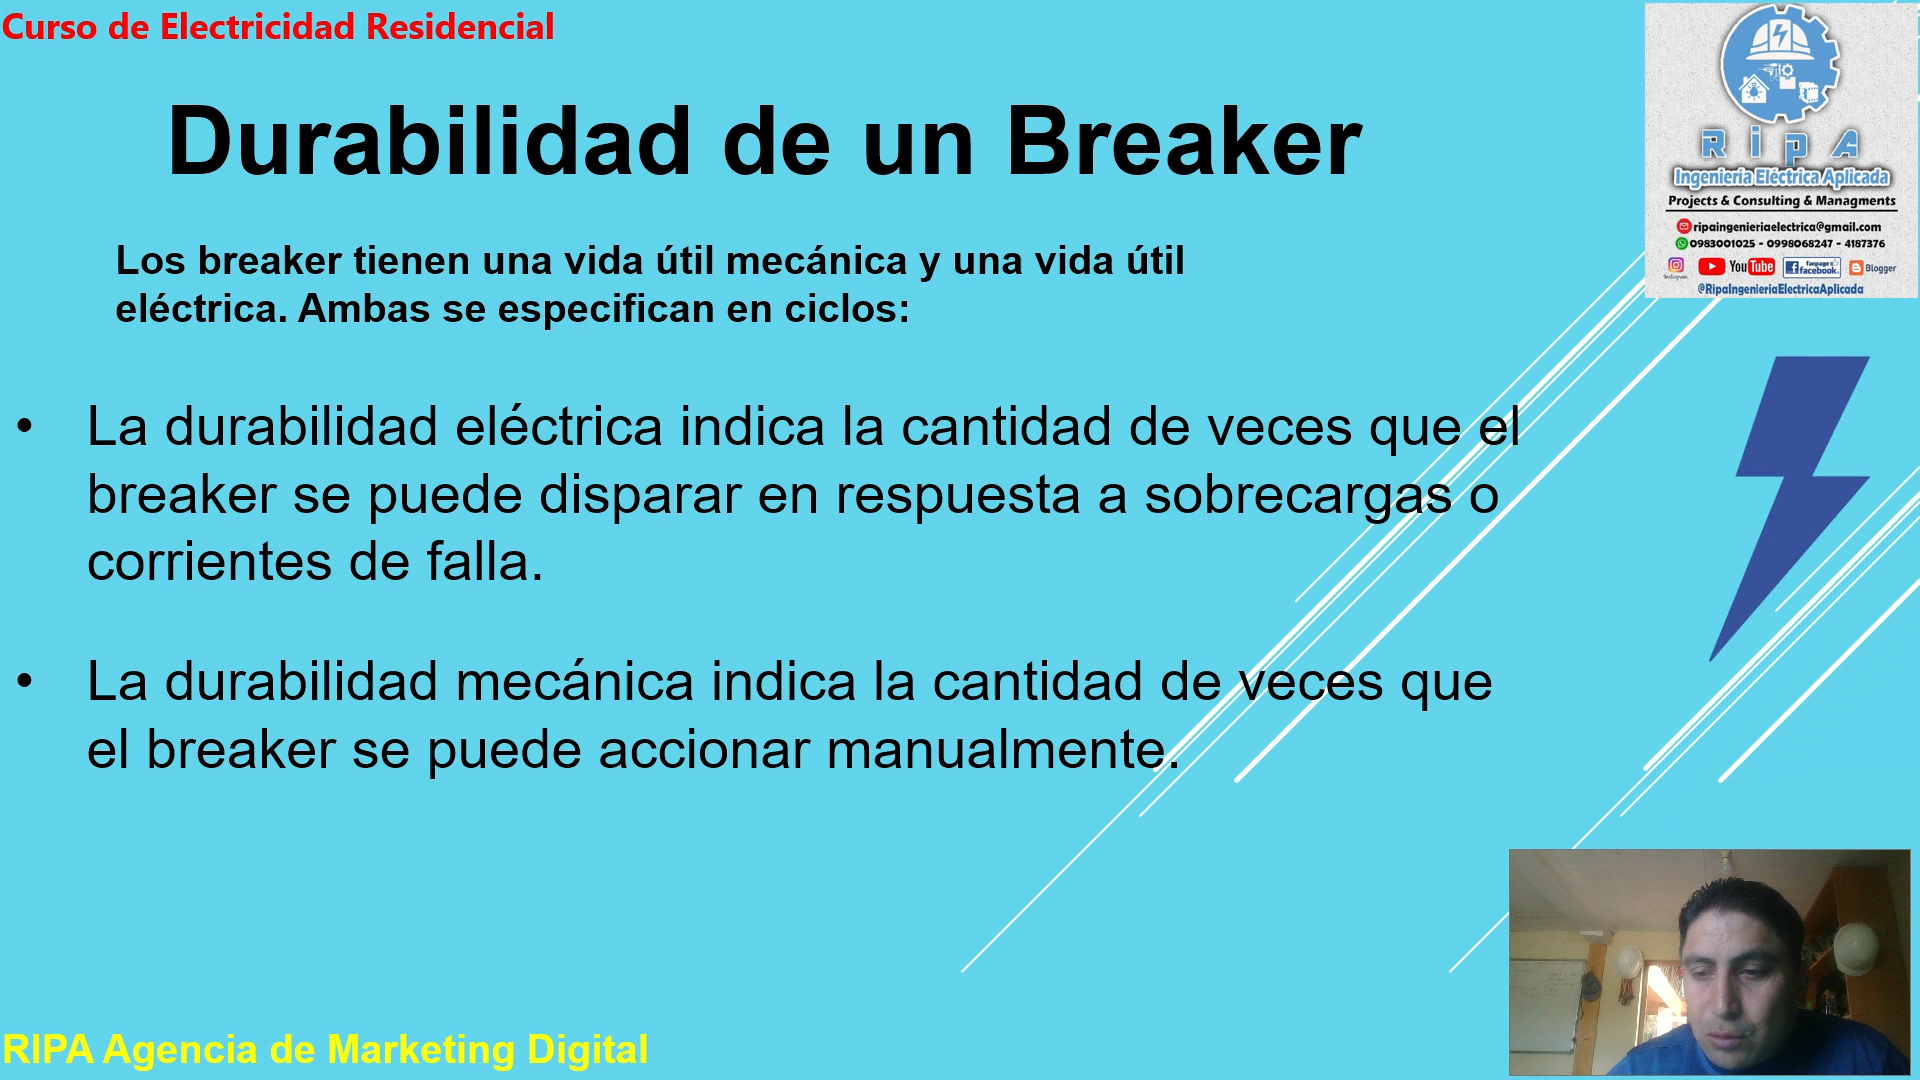 Curso de Electricidad Residencial
Durabilidad de un Breaker
Los breaker tienen una vida útil mecánica y una vida útil
eléctrica. Ambas se especifican en ciclos:
• La durabilidad eléctrica indica la cantidad de veces que el
breaker se puede disparar en respuesta a sobrecargas o
corrientes de falla.
• La durabilidad mecánica indica la cantidad de veces que
el breaker se puede accionar manualmente.
RiPA
Ingeniería Eléctrica Aplicada
Projects & Consulting & Managments
ripaingenieriaelectrica@gmail.com
0983001025 - 0998068247 - 4187376
Instagram YouTube fanpage facebook Blogger
@RipaIngenieriaElectricaAplicada
RIPA Agencia de Marketing Digital